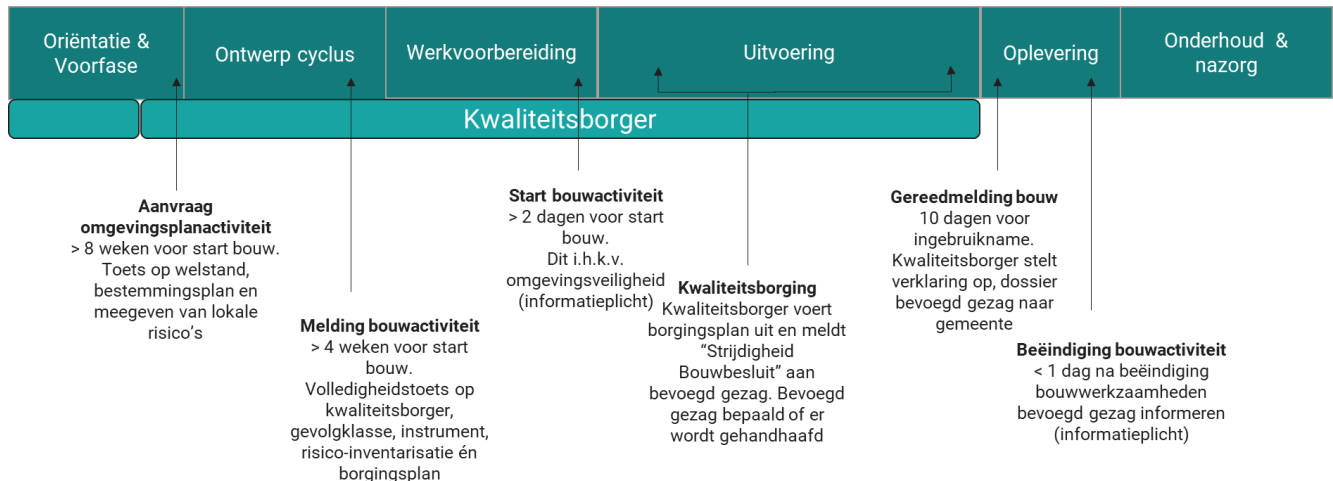 Oriëntatie &
Voorfase
Ontwerp cyclus
Werkvoorbereiding
Uitvoering
Oplevering
Onderhoud &
nazorg
Kwaliteitsborger
Aanvraag
omgevingsplanactiviteit
> 8 weken voor start bouw.
Toets op welstand,
bestemmingsplan en
meegeven van lokale
risico’s
Melding bouwactiviteit
> 4 weken voor start
bouw.
Volledigheidstoets op
kwaliteitsborger,
gevolgklasse, instrument,
risico-inventarisatie én
borgingsplan
Start bouwactiviteit
> 2 dagen voor start
bouw.
Dit i.h.k.v.
omgevingsveiligheid
(informatieplicht)
Kwaliteitsborging
Kwaliteitsborger voert
borgingsplan uit en meldt
“Strijdigheid
Bouwbesluit” aan
bevoegd gezag. Bevoegd
gezag bepaald of er
wordt gehandhaafd
Gereedmelding bouw
10 dagen voor
ingebruikname.
Kwaliteitsborger stelt
verklaring op, dossier
bevoegd gezag naar
gemeente
Beëindiging bouwactiviteit
< 1 dag na beëindiging
bouwwerkzaamheden
bevoegd gezag informeren
(informatieplicht)